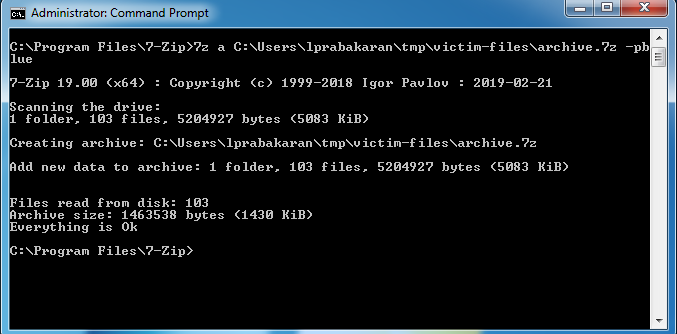 Administrator: Command Prompt
C:\Program Files\7-Zip>7z a C:\Users\lprabakaran\tmp\victim-files\archive.7z -pb
lue
7-Zip 19.00 (x64) : Copyright (c) 1999-2018 Igor Pavlov : 2019-02-21
Scanning the drive:
1 folder, 103 files, 5204927 bytes (5083 KiB)
Creating archive: C:\Users\lprabakaran\tmp\victim-files\archive.7z
Add new data to archive: 1 folder, 103 files, 5204927 bytes (5083 KiB)
Files read from disk: 103
Archive size: 1463538 bytes (1430 KiB)
Everything is Ok
C:\Program Files\7-Zip>